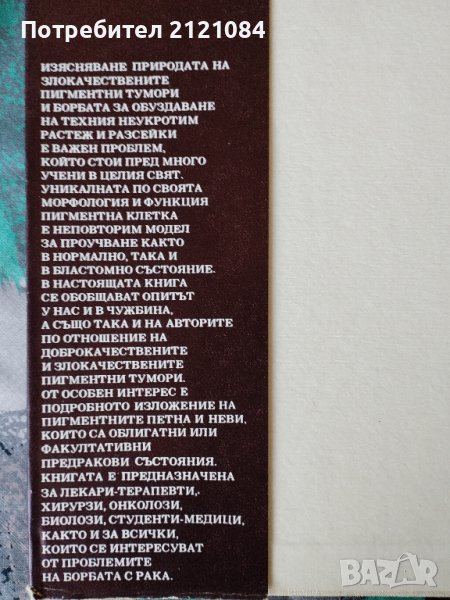 Потребител 2121084
ИЗЯСНЯВАНЕ ПРИРОДАТА НА
ЗЛОКАЧЕСТВЕНИТЕ
ПИГМЕНТНИ ТУМОРИ
И БОРБАТА ЗА ОБУЗДАВАНЕ
НА ТЕХНИЯ НЕУКРОТИМ
РАСТЕЖ И РАЗСЕЙКИ
Е ВАЖЕН ПРОБЛЕМ,
КОЙТО СТОИ ПРЕД МНОГО
УЧЕНИ В ЦЕЛИЯ СВЯТ.
УНИКАЛНАТА ПО СВОЯТА
МОРФОЛОГИЯ И ФУНКЦИЯ
ПИГМЕНТНА КЛЕТКА
Е НЕПОВТОРИМ МОДЕЛ
ЗА ПРОУЧВАНЕ КАКТО
В НОРМАЛНО, ТАКА И
В БЛАСТОМНО СЪСТОЯНИЕ.
В НАСТОЯЩАТА КНИГА
СЕ ОБОБЩАВАТ ОПИТЪТ
У НАС И В ЧУЖБИНА,
А СЪЩО ТАКА И НА АВТОРИТЕ
ПО ОТНОШЕНИЕ НА
ДОБРОКАЧЕСТВЕНИТЕ
И ЗЛОКАЧЕСТВЕНИТЕ
ПИГМЕНТНИ ТУМОРИ.
ОТ ОСОБЕН ИНТЕРЕС Е
ПОДРОБНОТО ИЗЛОЖЕНИЕ НА
ПИГМЕНТНИТЕ ПЕТНА И НЕВИ,
КОИТО СА ОБЛИГАТНИ ИЛИ
ФАКУЛТАТИВНИ
ПРЕДРАКОВИ СЪСТОЯНИЯ.
КНИГАТА Е ПРЕДНАЗНАЧЕНА
ЗА ЛЕКАРИ-ТЕРАПЕВТИ,
ХИРУРЗИ, ОНКОЛОЗИ,
БИОЛОЗИ, СТУДЕНТИ-МЕДИЦИ,
КАКТО И ЗА ВСИЧКИ,
КОИТО СЕ ИНТЕРЕСУВАТ
ОТ ПРОБЛЕМИТЕ
НА БОРБАТА С РАКА.
BAZAR